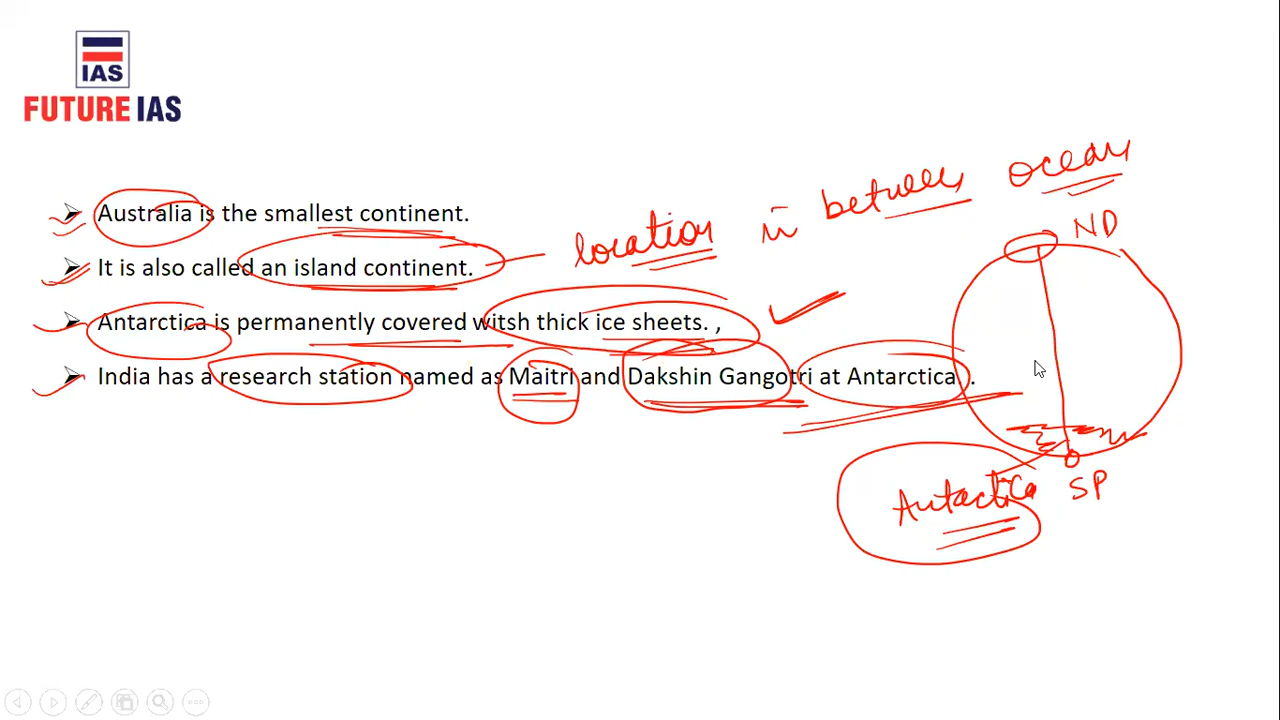 IAS
FUTURE IAS
Australia is the smallest continent.
It is also called an island continent.
location in between ocean
Antarctica is permanently covered witsh thick ice sheets. ,
India has a research station named as Maitri and Dakshin Gangotri at Antarctica. .
Antactica
SP